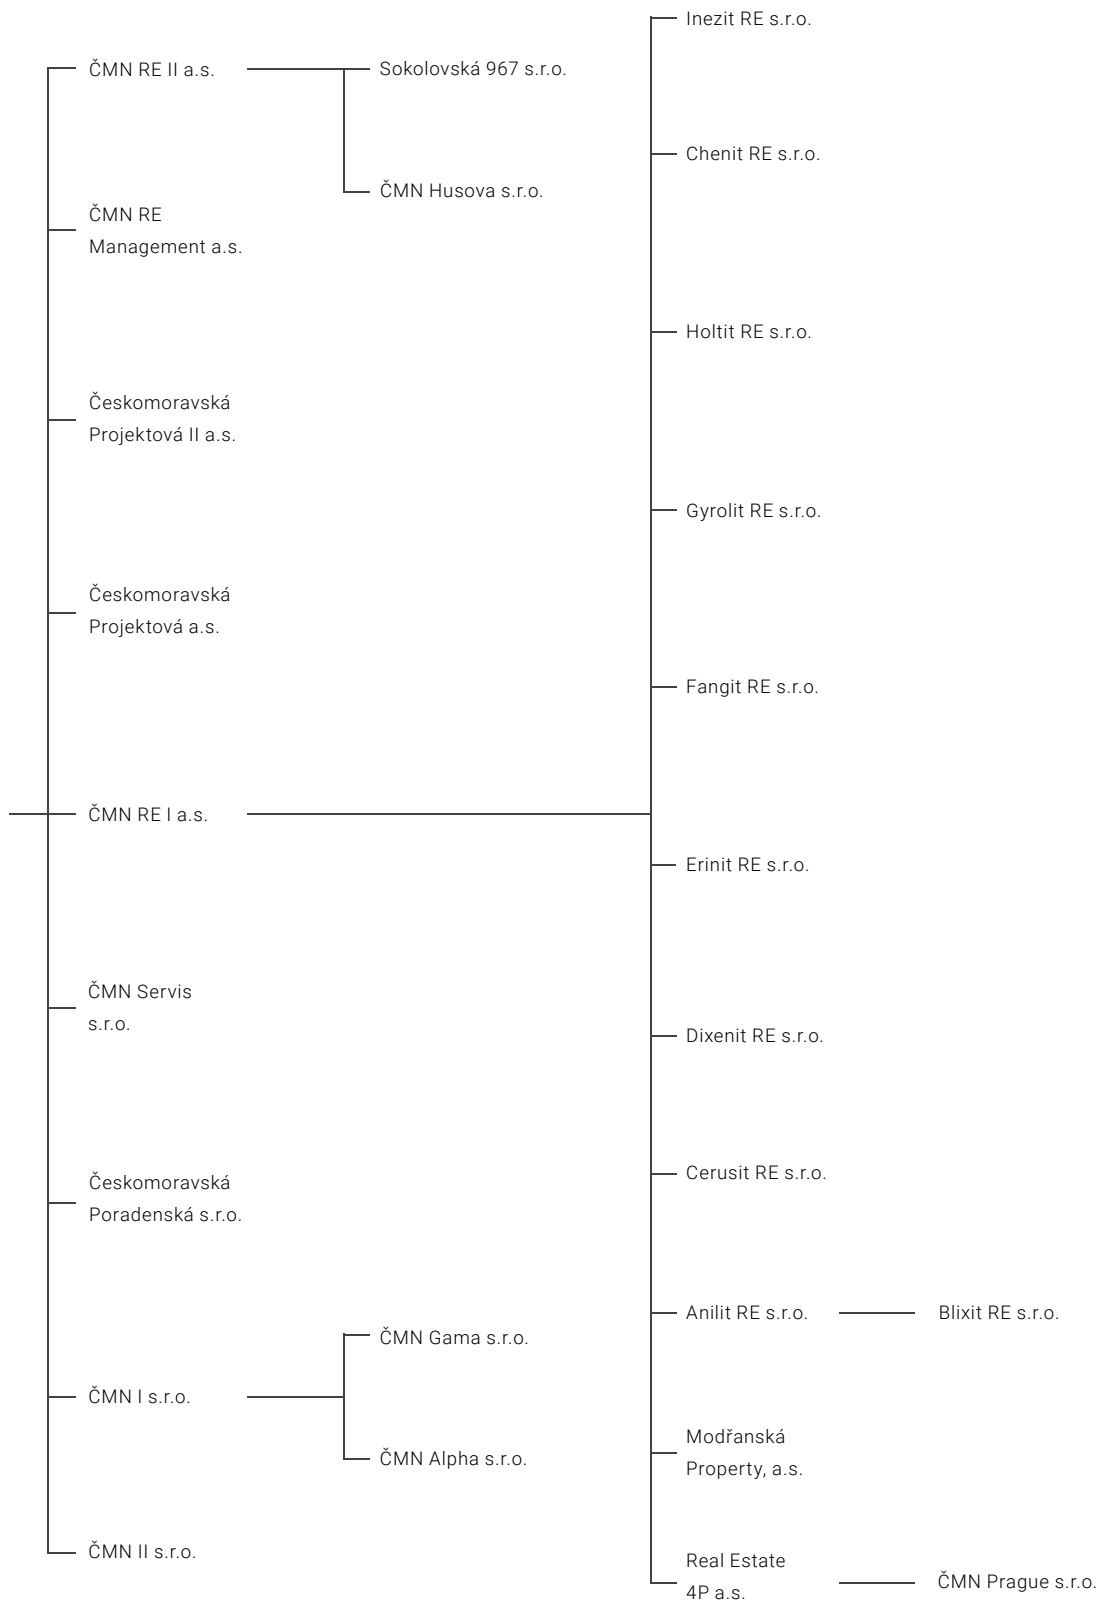 Inezit RE s.r.o.
ČMN RE II a.s.
Sokolovská 967 s.r.o.
Chenit RE s.r.o.
ČMN Husova s.r.o.
ČMN RE
Management a.s.
Holtit RE s.r.o.
Českomoravská
Projektová II a.s.
Gyrolit RE s.r.o.
Českomoravská
Projektová a.s.
Fangit RE s.r.o.
ČMN RE I a.s.
Erinit RE s.r.o.
ČMN Servis
s.r.o.
Dixenit RE s.r.o.
Cerusit RE s.r.o.
Českomoravská
Poradenská s.r.o.
Anilit RE s.r.o.
Blixit RE s.r.o.
ČMN Gama s.r.o.
ČMN I s.r.o.
ČMN Alpha s.r.o.
Modřanská
Property, a.s.
ČMN II s.r.o.
Real Estate
4P a.s.
ČMN Prague s.r.o.